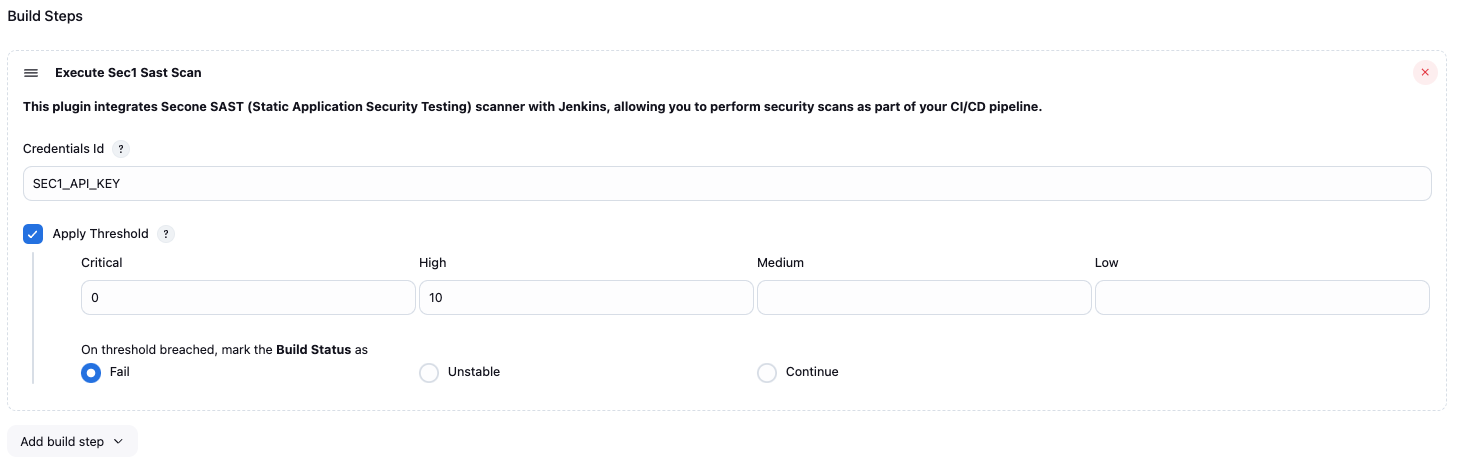 Build Steps
Execute Sec1 Sast Scan
This plugin integrates Secone SAST (Static Application Security Testing) scanner with Jenkins, allowing you to perform security scans as part of your CI/CD pipeline.
Credentials Id ?
SEC1_API_KEY
Apply Threshold ?
Critical High Medium Low
0 10
On threshold breached, mark the Build Status as
Fail Unstable Continue
Add build step